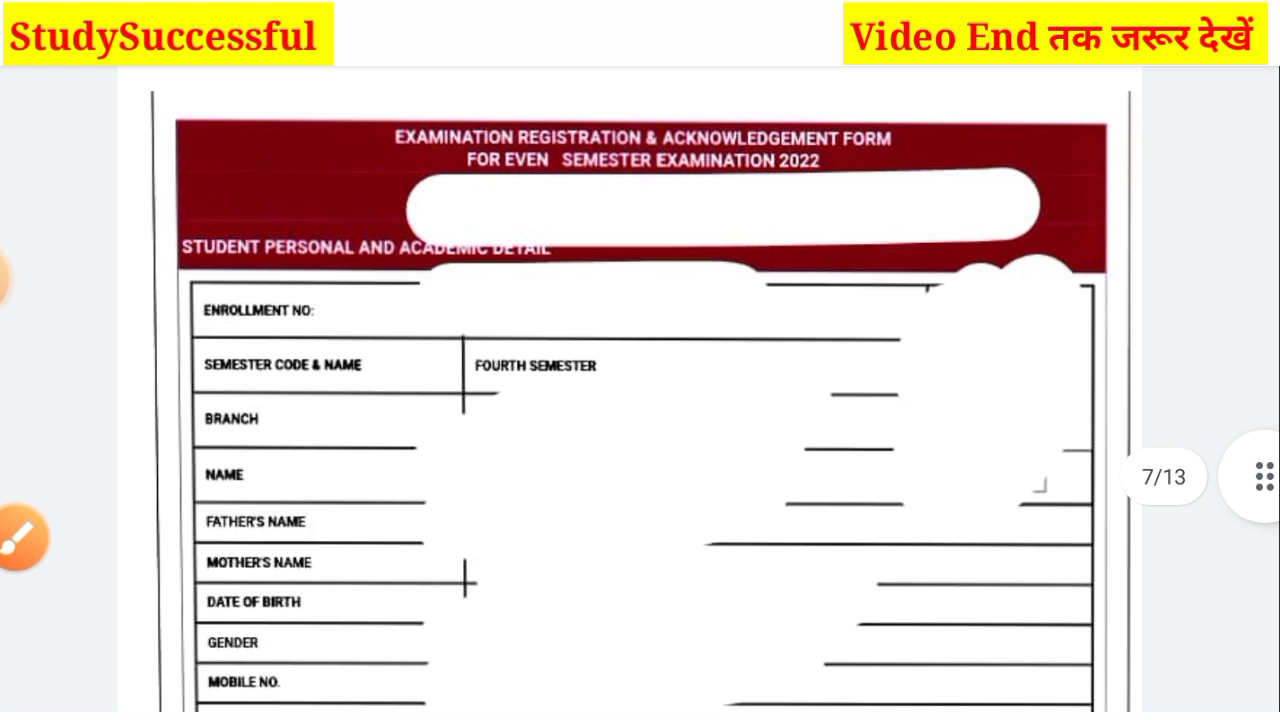 StudySuccessful
Video End तक जरूर देखें
EXAMINATION REGISTRATION & ACKNOWLEDGEMENT FORM
FOR EVEN SEMESTER EXAMINATION 2022
STUDENT PERSONAL AND ACADEMIC DETAIL
ENROLLMENT NO:
SEMESTER CODE & NAME FOURTH SEMESTER
BRANCH
NAME
7/13
FATHER'S NAME
MOTHER'S NAME
DATE OF BIRTH
GENDER
MOBILE NO.